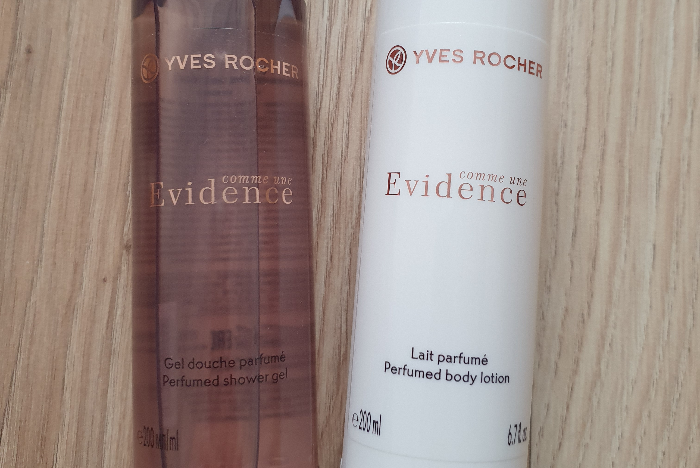 YVES ROCHER
comme une
Evidence
Gel douche parfumé
Perfumed shower gel
YVES ROCHER
comme une
Evidence
Lait parfumé
Perfumed body lotion
℮200 ml
6.7 fl. oz